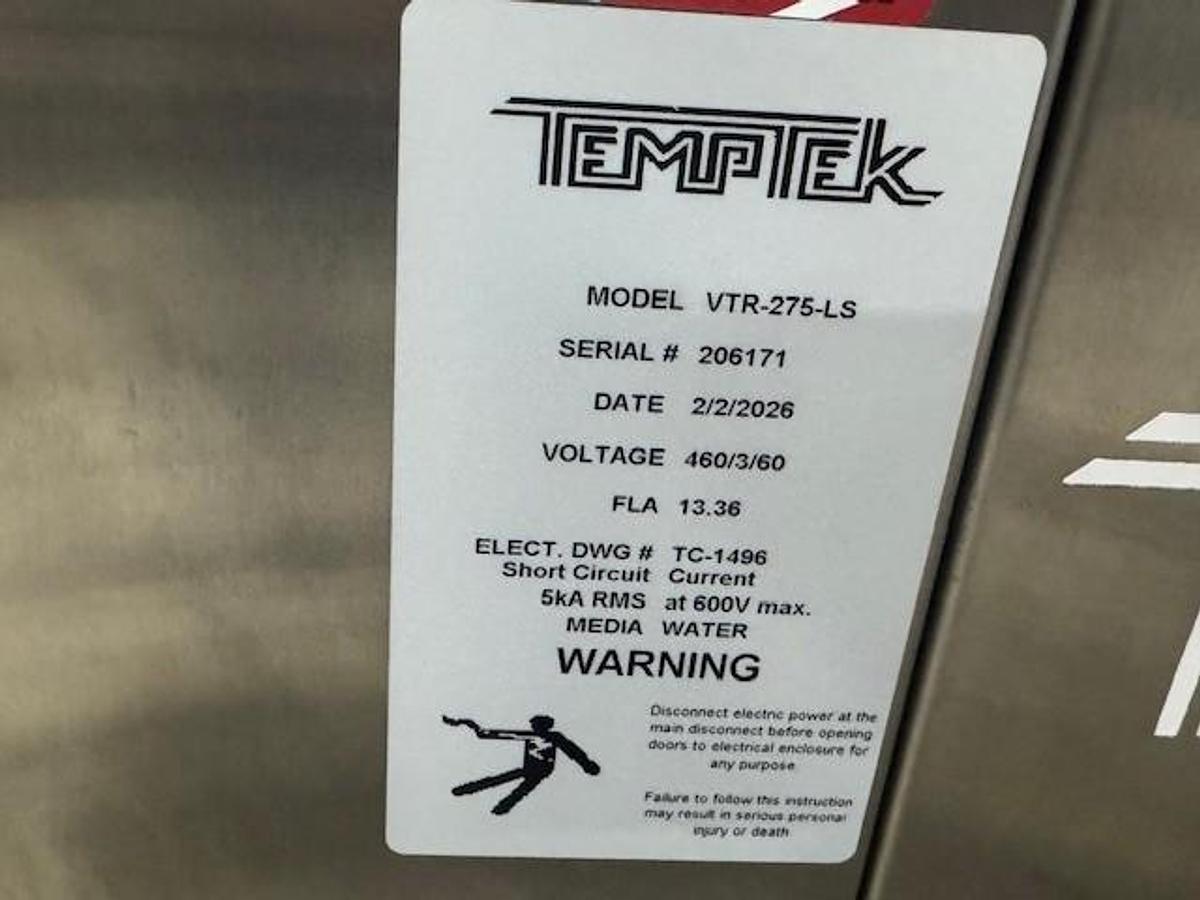 TEMPTEK
MODEL VTR-275-LS
SERIAL # 206171
DATE 2/2/2026
VOLTAGE 460/3/60
FLA 13.36
ELECT. DWG # TC-1496
Short Circuit Current
5kA RMS at 600V max.
MEDIA WATER
WARNING
Disconnect electric power at the
main disconnect before opening
doors to electrical enclosure for
any purpose.
Failure to follow this instruction
may result in serious personal
injury or death